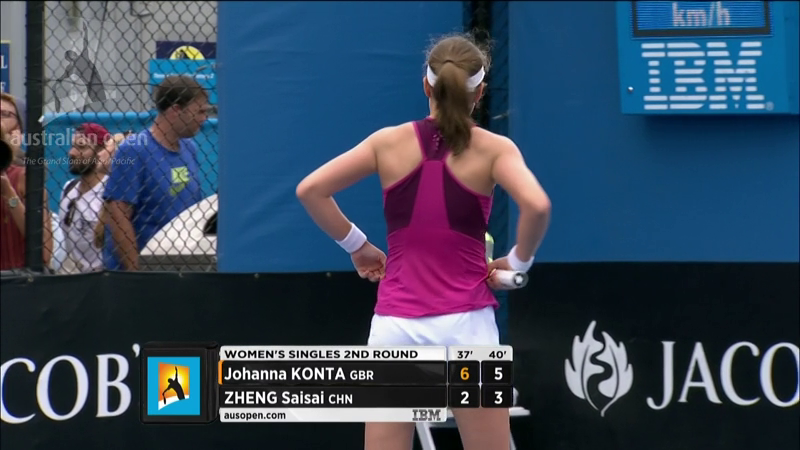 km/h
IBM
australian open
The Grand Slam of Asia/Pacific
WOMEN'S SINGLES 2ND ROUND 37' 40'
Johanna KONTA GBR 6 5
ZHENG Saisai CHN 2 3
ausopen.com IBM
COB'
JACO